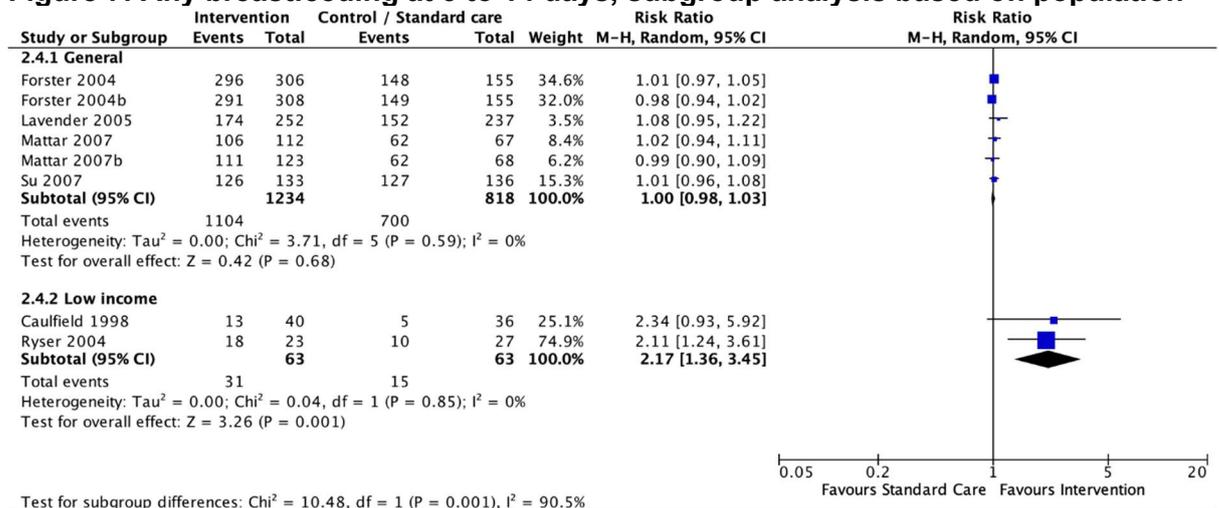 Figure 7: Any breastfeeding at 0 to 14 days, Subgroup analysis based on population
Intervention Control / Standard care Risk Ratio Risk Ratio
Study or Subgroup Events Total Events Total Weight M-H, Random, 95% CI M-H, Random, 95% CI
2.4.1 General
Forster 2004 296 306 148 155 34.6% 1.01 [0.97, 1.05]
Forster 2004b 291 308 149 155 32.0% 0.98 [0.94, 1.02]
Lavender 2005 174 252 152 237 3.5% 1.08 [0.95, 1.22]
Mattar 2007 106 112 62 67 8.4% 1.02 [0.94, 1.11]
Mattar 2007b 111 123 62 68 6.2% 0.99 [0.90, 1.09]
Su 2007 126 133 127 136 15.3% 1.01 [0.96, 1.08]
Subtotal (95% CI) 1234 818 100.0% 1.00 [0.98, 1.03]
Total events 1104 700
Heterogeneity: Tau² = 0.00; Chi² = 3.71, df = 5 (P = 0.59); I² = 0%
Test for overall effect: Z = 0.42 (P = 0.68)
2.4.2 Low income
Caulfield 1998 13 40 5 36 25.1% 2.34 [0.93, 5.92]
Ryser 2004 18 23 10 27 74.9% 2.11 [1.24, 3.61]
Subtotal (95% CI) 63 63 100.0% 2.17 [1.36, 3.45]
Total events 31 15
Heterogeneity: Tau² = 0.00; Chi² = 0.04, df = 1 (P = 0.85); I² = 0%
Test for overall effect: Z = 3.26 (P = 0.001)
0.05 0.2 1 5 20
Favours Standard Care Favours Intervention
Test for subgroup differences: Chi² = 10.48, df = 1 (P = 0.001), I² = 90.5%